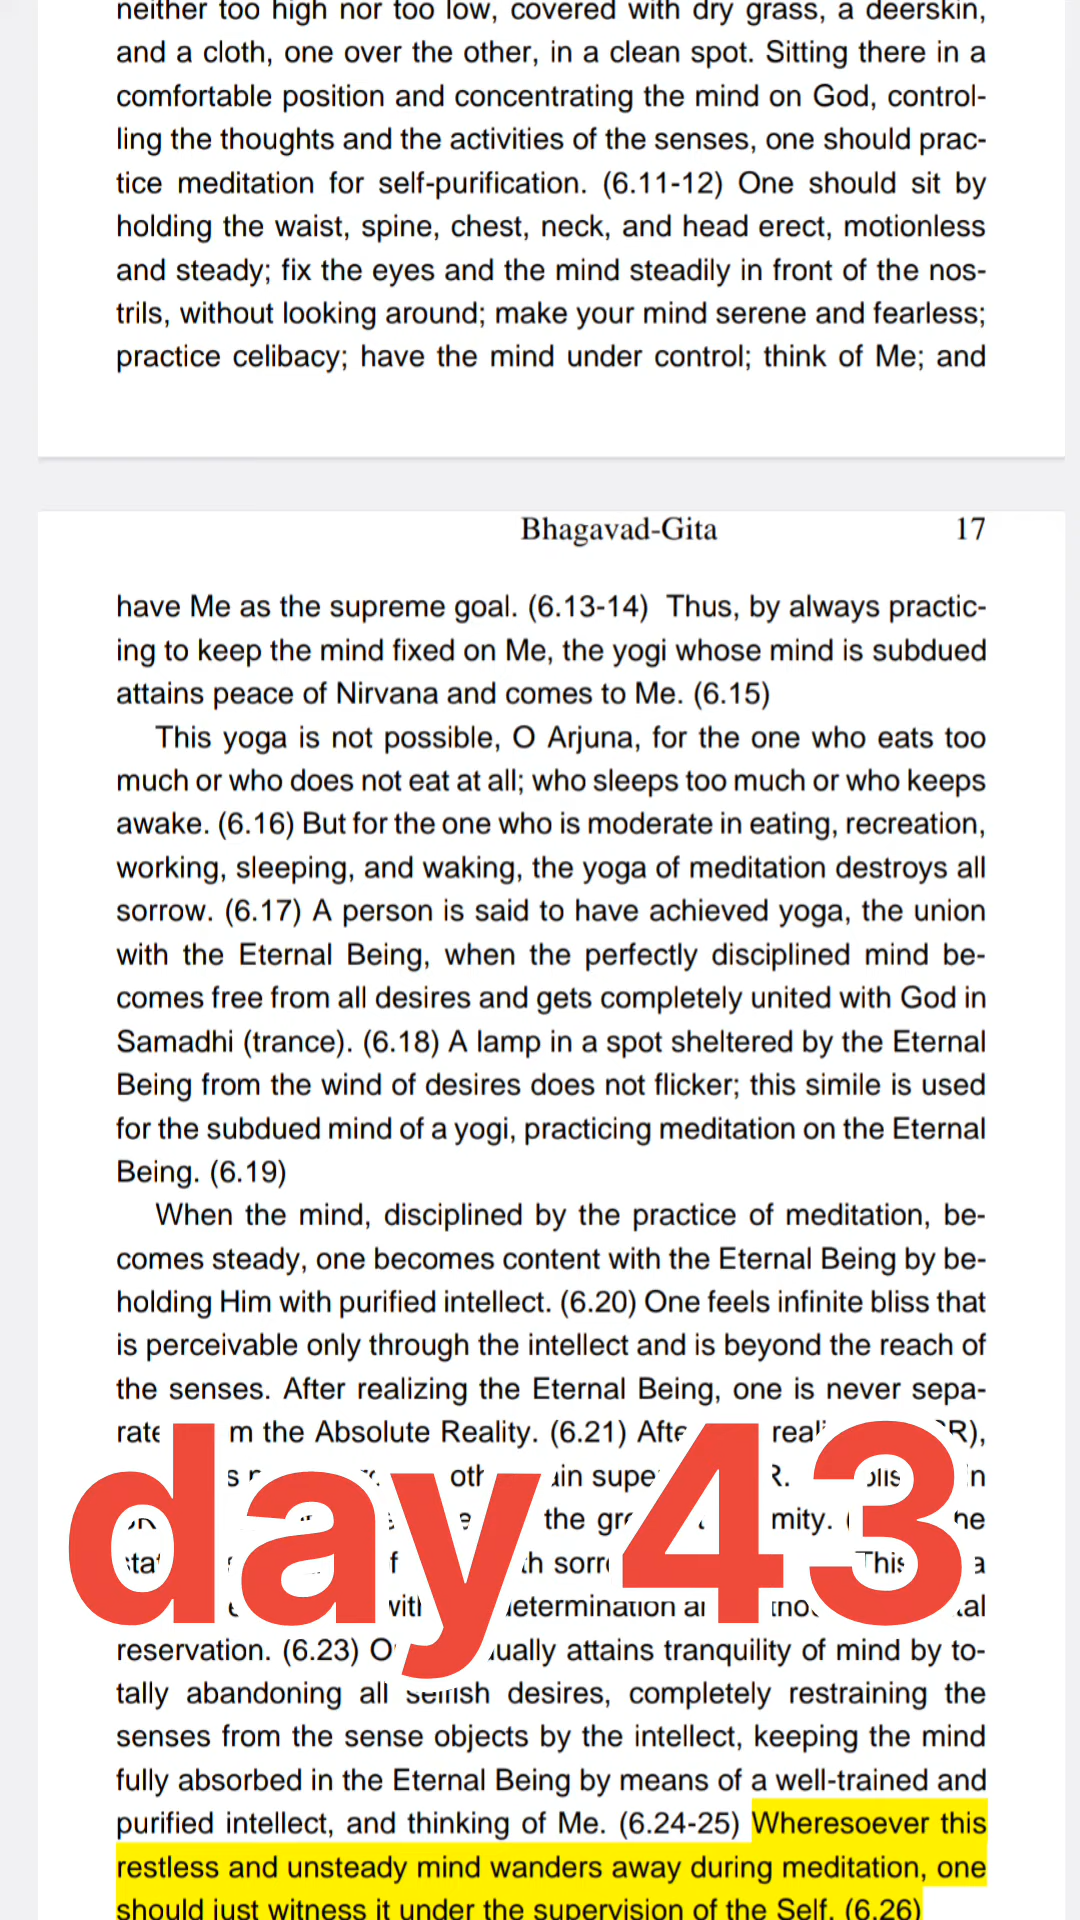 neither too high nor too low, covered with dry grass, a deerskin,
and a cloth, one over the other, in a clean spot. Sitting there in a
comfortable position and concentrating the mind on God, control-
ling the thoughts and the activities of the senses, one should prac-
tice meditation for self-purification. (6.11-12) One should sit by
holding the waist, spine, chest, neck, and head erect, motionless
and steady; fix the eyes and the mind steadily in front of the nos-
trils, without looking around; make your mind serene and fearless;
practice celibacy; have the mind under control; think of Me; and
Bhagavad-Gita 17
have Me as the supreme goal. (6.13-14) Thus, by always practic-
ing to keep the mind fixed on Me, the yogi whose mind is subdued
attains peace of Nirvana and comes to Me. (6.15)
This yoga is not possible, O Arjuna, for the one who eats too
much or who does not eat at all; who sleeps too much or who keeps
awake. (6.16) But for the one who is moderate in eating, recreation,
working, sleeping, and waking, the yoga of meditation destroys all
sorrow. (6.17) A person is said to have achieved yoga, the union
with the Eternal Being, when the perfectly disciplined mind be-
comes free from all desires and gets completely united with God in
Samadhi (trance). (6.18) A lamp in a spot sheltered by the Eternal
Being from the wind of desires does not flicker; this simile is used
for the subdued mind of a yogi, practicing meditation on the Eternal
Being. (6.19)
When the mind, disciplined by the practice of meditation, be-
comes steady, one becomes content with the Eternal Being by be-
holding Him with purified intellect. (6.20) One feels infinite bliss that
is perceivable only through the intellect and is beyond the reach of
the senses. After realizing the Eternal Being, one is never sepa-
the Absolute Reality. (6.21)
the
day 43
This a
determination
reservation. (6.23) attains tranquility of mind by to-
tally abandoning all selfish desires, completely restraining the
senses from the sense objects by the intellect, keeping the mind
fully absorbed in the Eternal Being by means of a well-trained and
purified intellect, and thinking of Me. (6.24-25) Wheresoever this
restless and unsteady mind wanders away during meditation, one
should just witness it under the supervision of the Self. (6.26)